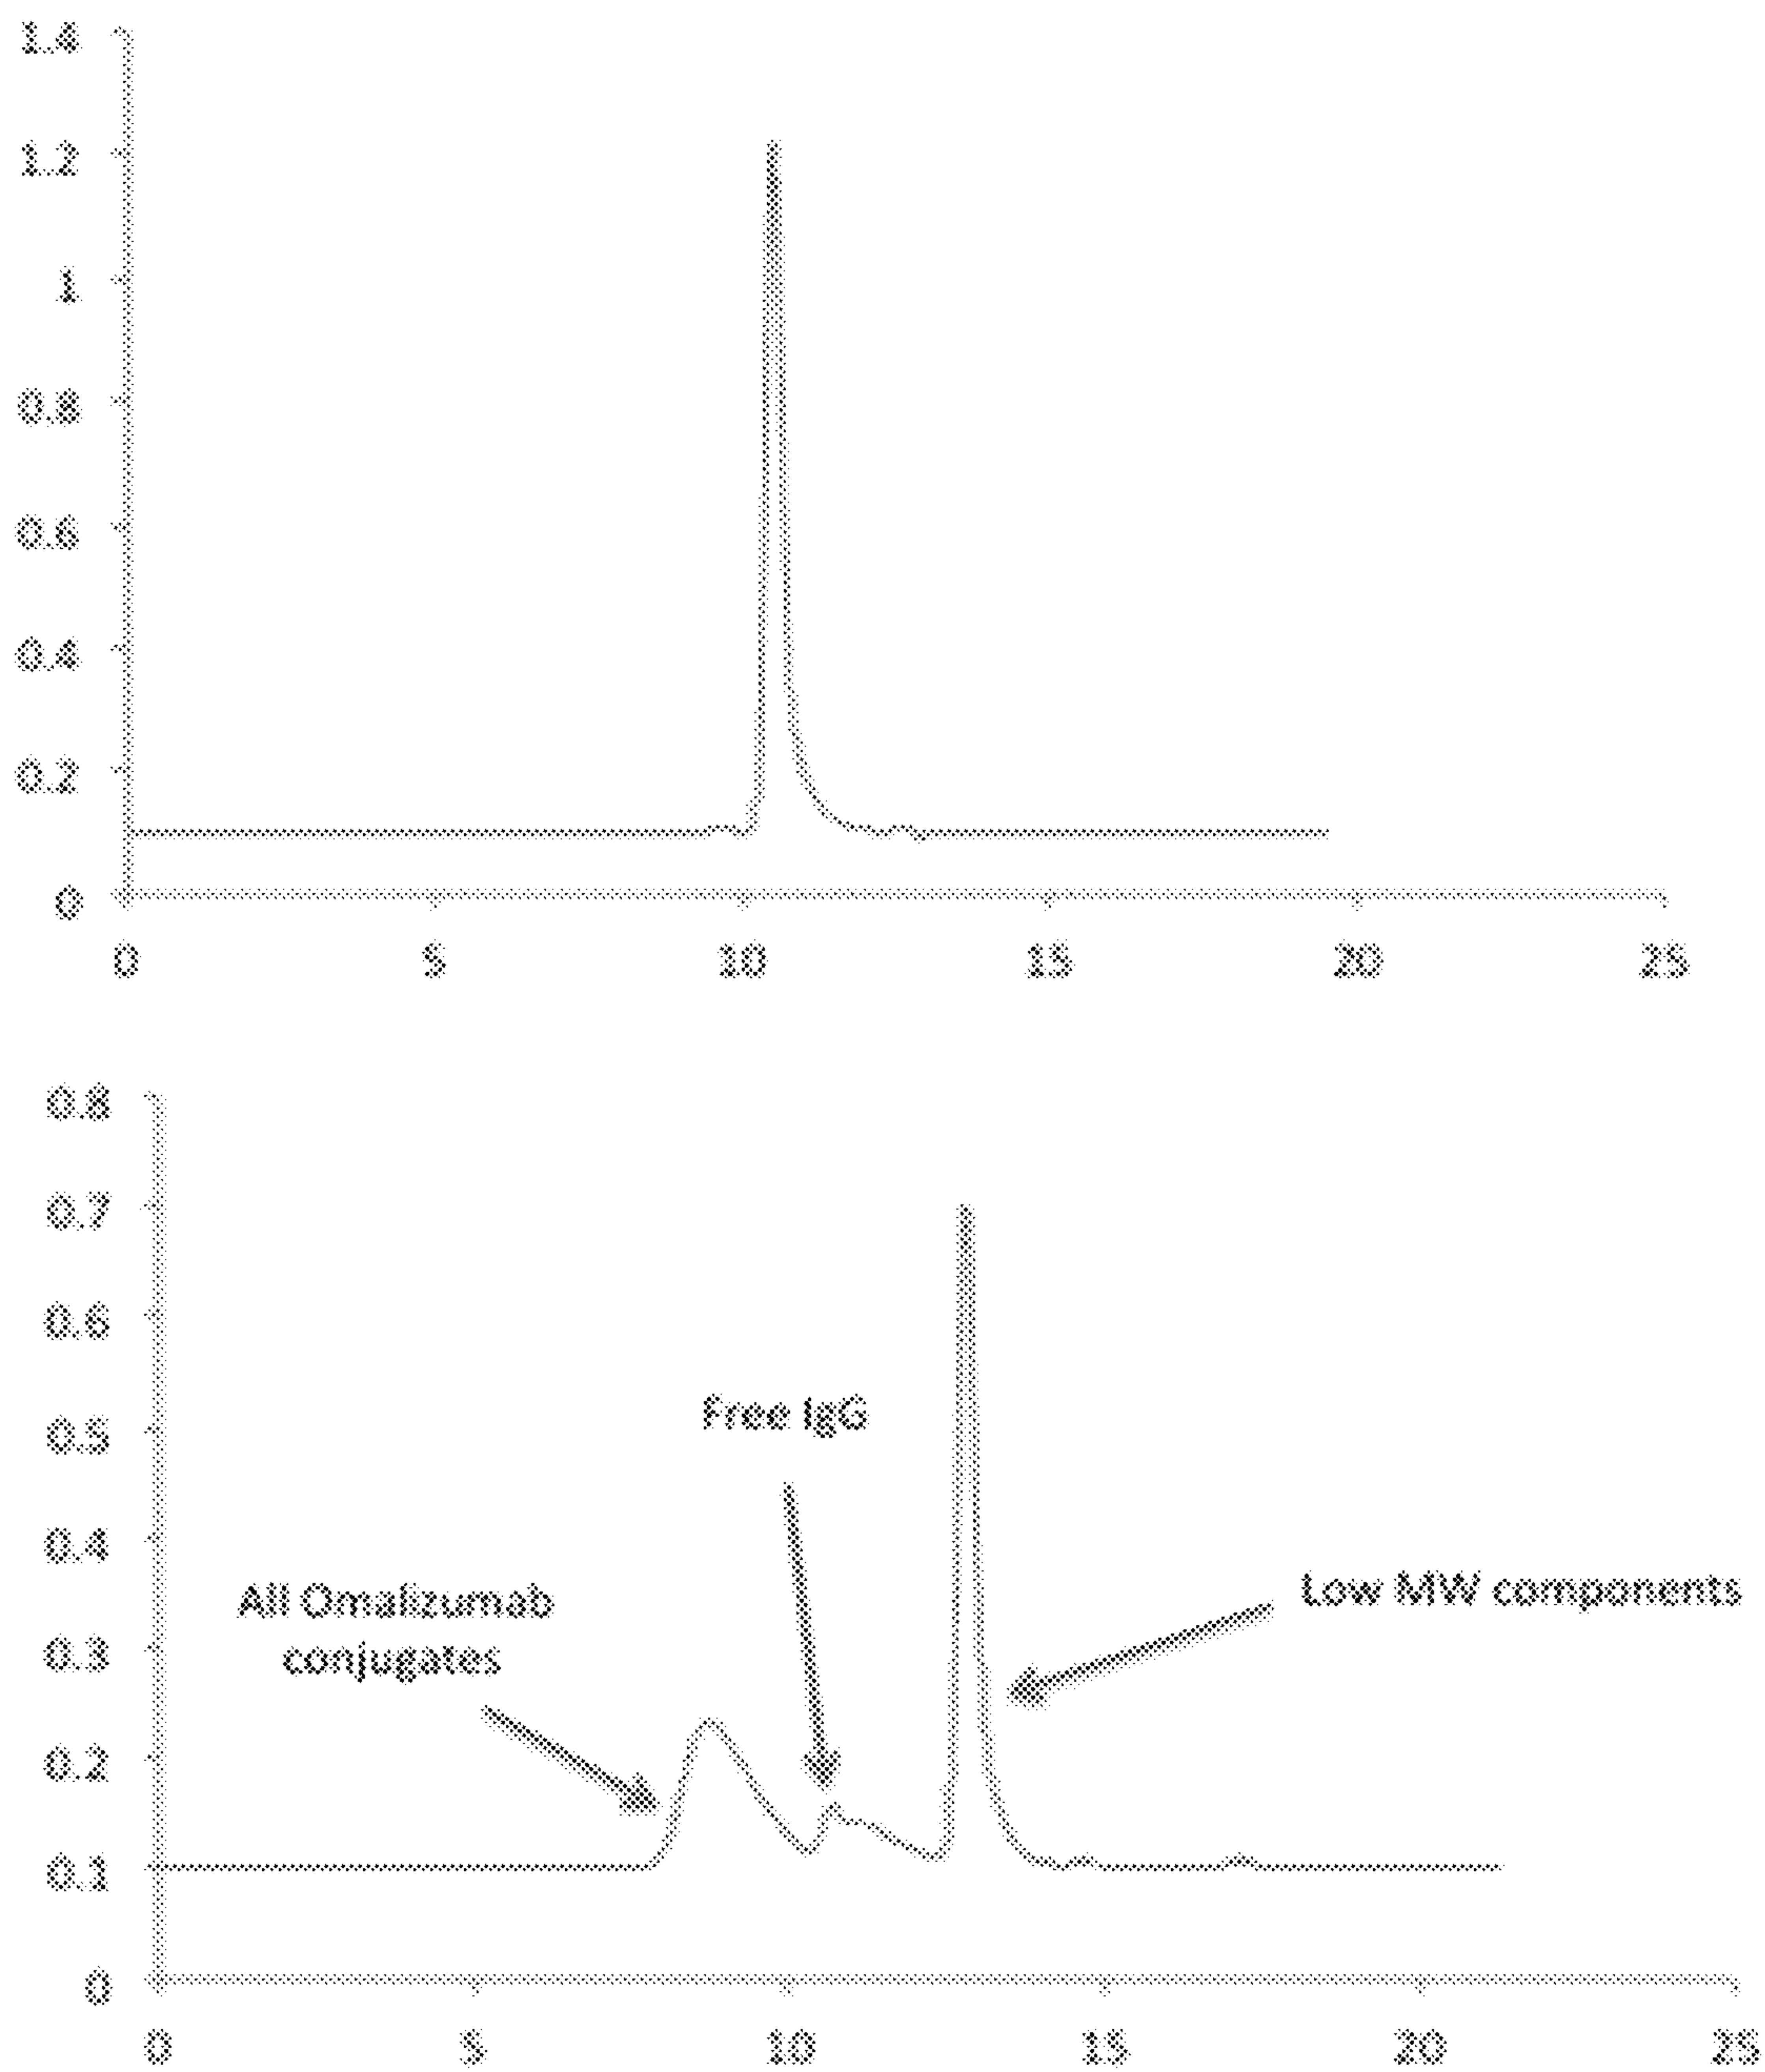 1.4
1.2
1
0.8
0.6
0.4
0.2
0
0 5 10 15 20 25
0.8
0.7
0.6
0.5
0.4
0.3
0.2
0.1
0
Free IgG
All Omalizumab
conjugates
Low MW components
0 5 10 15 20 25